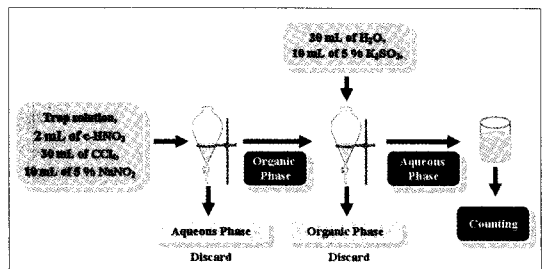 30 mL of H₂O,
10 mL of 5 %
Trap solution,
2 mL of c-HNO₃
30 mL of CCl₄,
10 mL of 5 % NaNO₂
Organic
Phase
Aqueous
Phase
Aqueous Phase
Discard
Organic Phase
Discard
Counting